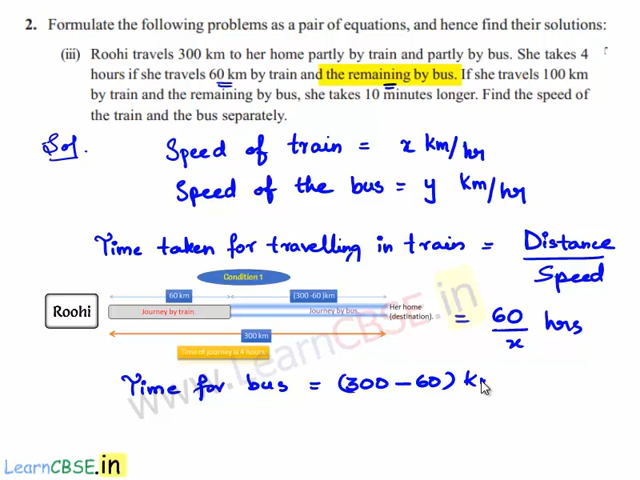 2. Formulate the following problems as a pair of equations, and hence find their solutions:
(iii) Roohi travels 300 km to her home partly by train and partly by bus. She takes 4
hours if she travels 60 km by train and the remaining by bus. If she travels 100 km
by train and the remaining by bus, she takes 10 minutes longer. Find the speed of
the train and the bus separately.
Sol. Speed of train = x km/hr
Speed of the bus = y km/hr
Time taken for travelling in train = Distance/Speed
Condition 1
60 km (300 -60)km
Roohi Journey by train Journey by bus Her home (destination).
300 km
Time of journey is 4 hours
= 60/x hrs
Time for bus = (300 - 60) k
www.LearnCBSE.in
LearnCBSE.in